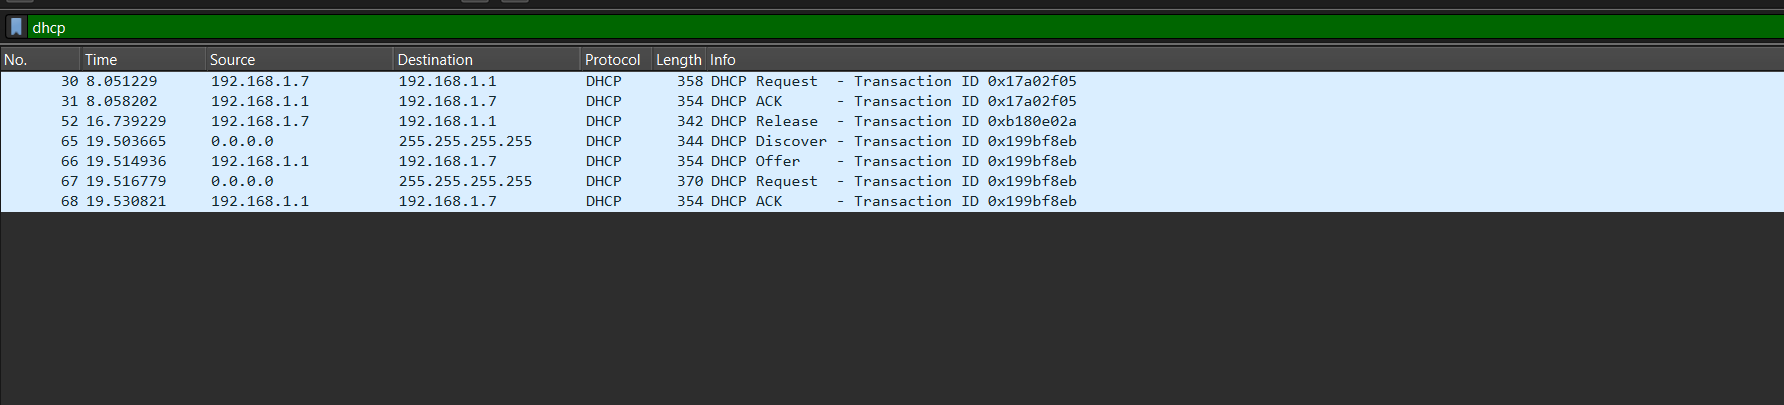 dhcp
No. Time Source Destination Protocol Length Info
30 8.051229 192.168.1.7 192.168.1.1 DHCP 358 DHCP Request - Transaction ID 0x17a02f05
31 8.058202 192.168.1.1 192.168.1.7 DHCP 354 DHCP ACK - Transaction ID 0x17a02f05
52 16.739229 192.168.1.7 192.168.1.1 DHCP 342 DHCP Release - Transaction ID 0xb180e02a
65 19.503665 0.0.0.0 255.255.255.255 DHCP 344 DHCP Discover - Transaction ID 0x199bf8eb
66 19.514936 192.168.1.1 192.168.1.7 DHCP 354 DHCP Offer - Transaction ID 0x199bf8eb
67 19.516779 0.0.0.0 255.255.255.255 DHCP 370 DHCP Request - Transaction ID 0x199bf8eb
68 19.530821 192.168.1.1 192.168.1.7 DHCP 354 DHCP ACK - Transaction ID 0x199bf8eb